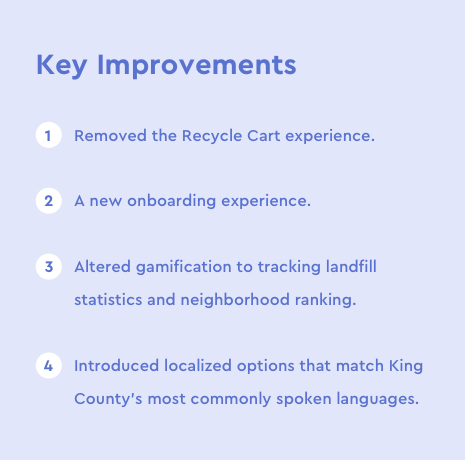 Key Improvements
1 Removed the Recycle Cart experience.
2 A new onboarding experience.
3 Altered gamification to tracking landfill
statistics and neighborhood ranking.
4 Introduced localized options that match King
County's most commonly spoken languages.